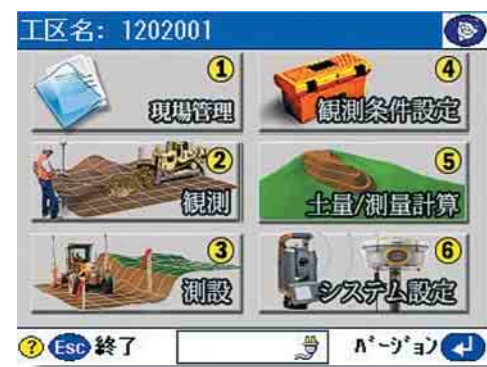 工区名: 1202001
① 現場管理
④ 観測条件設定
② 観測
⑤ 土量/測量計算
③ 測設
⑥ システム設定
? Esc 終了
ﾊﾞｰｼﾞｮﾝ